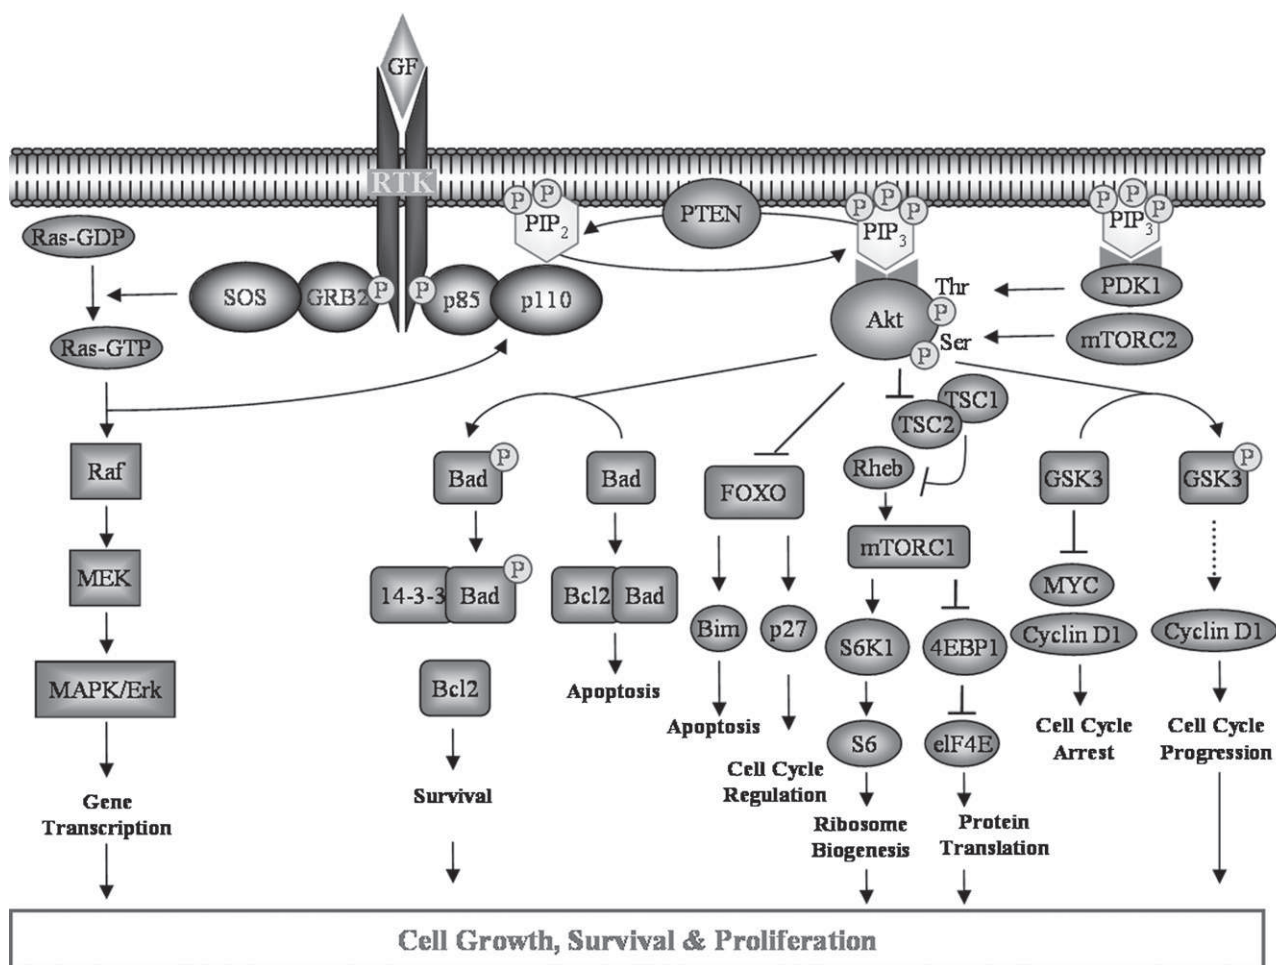 GF
RTK
P P
PIP2
PTEN
P P P
PIP3
P P P
PIP3
Ras-GDP
SOS
GRB2
P
P
p85
p110
Akt
Thr
P
Ser
P
PDK1
mTORC2
Ras-GTP
TSC1
TSC2
Raf
Bad
P
Bad
FOXO
Rheb
GSK3
GSK3
P
mTORC1
MEK
14-3-3
Bad
P
Bcl2
Bad
MYC
Bim
p27
S6K1
4EBP1
Cyclin D1
Cyclin D1
MAPK/Erk
Bcl2
Apoptosis
Apoptosis
S6
elF4E
Cell Cycle
Arrest
Cell Cycle
Progression
Gene
Transcription
Survival
Cell Cycle
Regulation
Ribosome
Biogenesis
Protein
Translation
Cell Growth, Survival & Proliferation